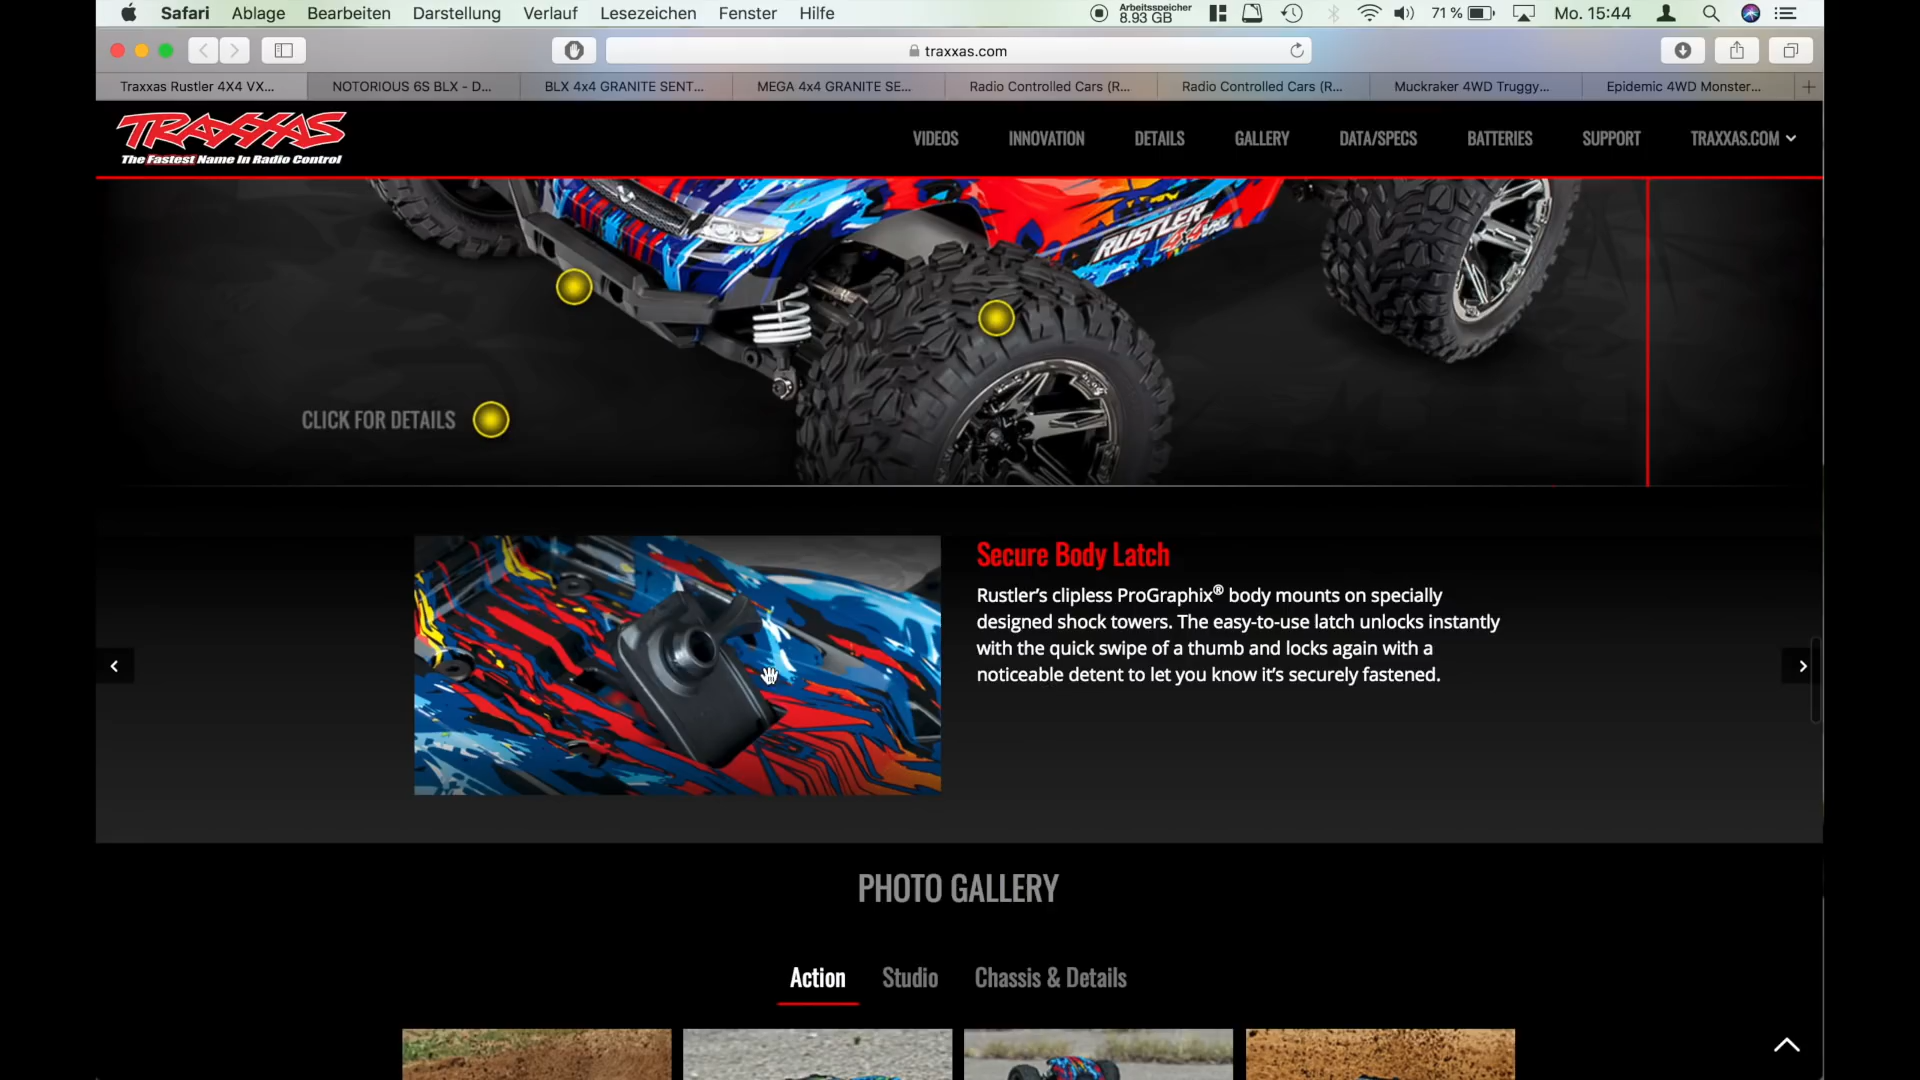 Safari Ablage Bearbeiten Darstellung Verlauf Lesezeichen Fenster Hilfe Arbeitsspeicher 8.93 GB 71 % Mo. 15:44
traxxas.com
Traxxas Rustler 4X4 VX... NOTORIOUS 6S BLX - D... BLX 4x4 GRANITE SENT... MEGA 4x4 GRANITE SE... Radio Controlled Cars (R... Radio Controlled Cars (R... Muckraker 4WD Truggy... Epidemic 4WD Monster...
TRAXXAS
The Fastest Name In Radio Control
VIDEOS INNOVATION DETAILS GALLERY DATA/SPECS BATTERIES SUPPORT TRAXXAS.COM
RUSTLER
4X4 VXL
CLICK FOR DETAILS
Secure Body Latch
Rustler’s clipless ProGraphix® body mounts on specially
designed shock towers. The easy-to-use latch unlocks instantly
with the quick swipe of a thumb and locks again with a
noticeable detent to let you know it’s securely fastened.
PHOTO GALLERY
Action Studio Chassis & Details